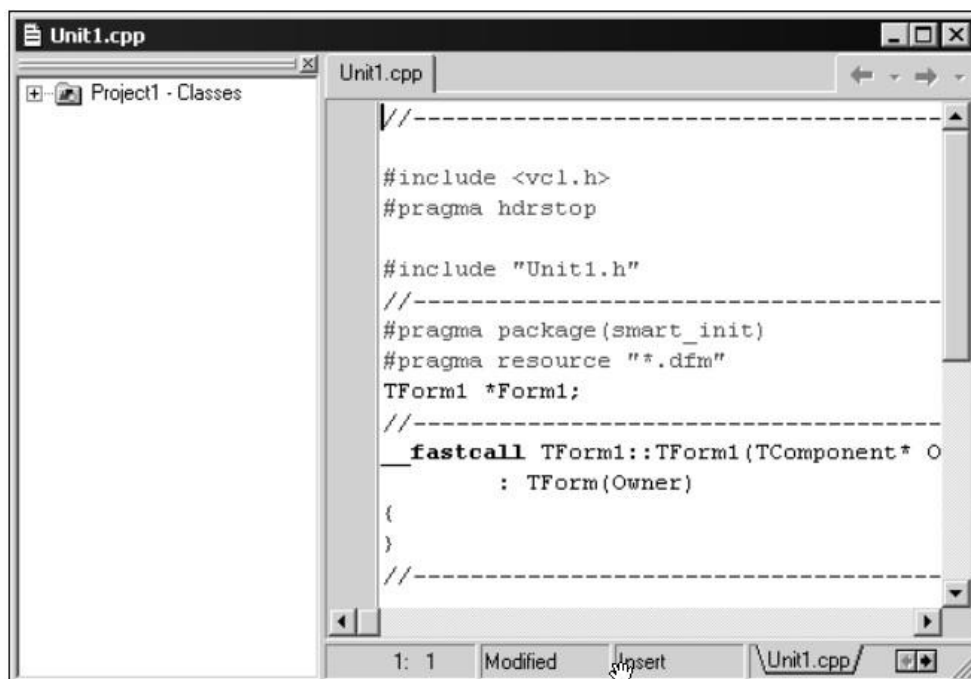 Unit1.cpp
Project1 - Classes
Unit1.cpp
//------------------------------------
#include <vcl.h>
#pragma hdrstop
#include "Unit1.h"
//------------------------------------
#pragma package(smart_init)
#pragma resource "*.dfm"
TForm1 *Form1;
//------------------------------------
__fastcall TForm1::TForm1(TComponent* O
: TForm(Owner)
{
}
//------------------------------------
1: 1 Modified Insert \Unit1.cpp/